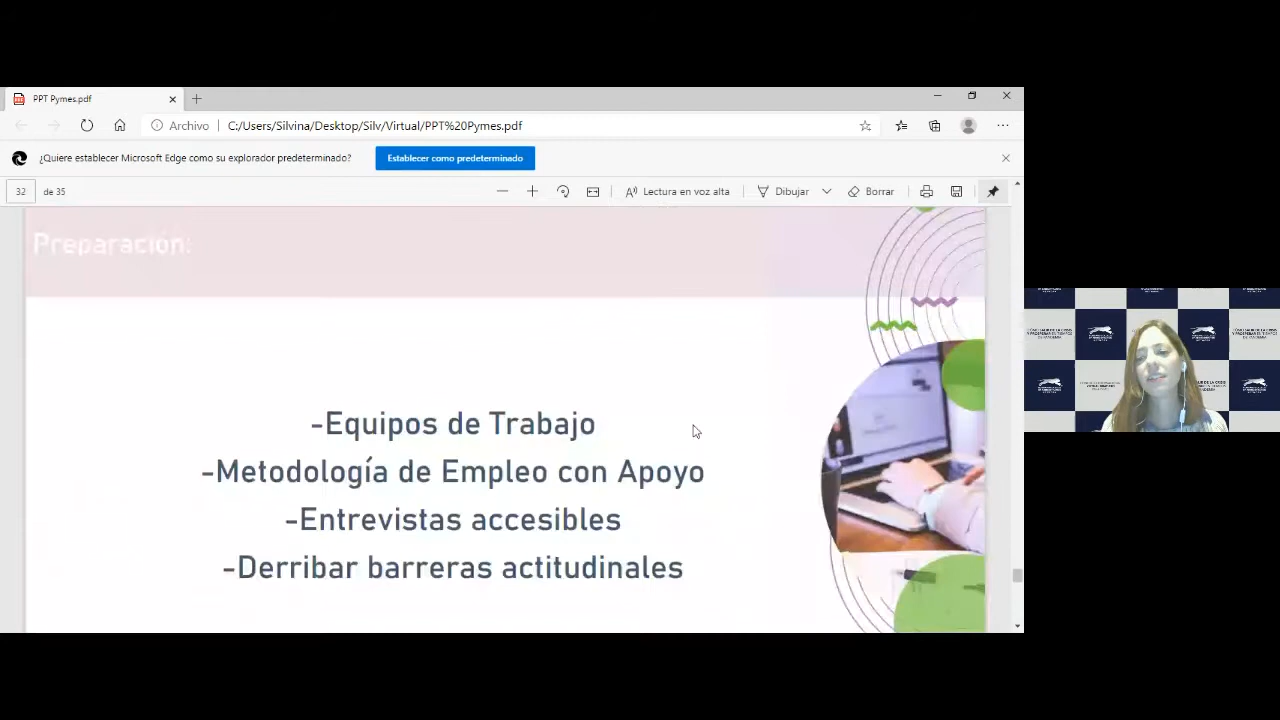 PPT Pymes.pdf
Archivo
C:/Users/Silvina/Desktop/Silv/Virtual/PPT%20Pymes.pdf
¿Quiere establecer Microsoft Edge como su explorador predeterminado?
Establecer como predeterminado
32
de 35
Lectura en voz alta
Dibujar
Borrar
Preparación:
-Equipos de Trabajo
-Metodología de Empleo con Apoyo
-Entrevistas accesibles
-Derribar barreras actitudinales